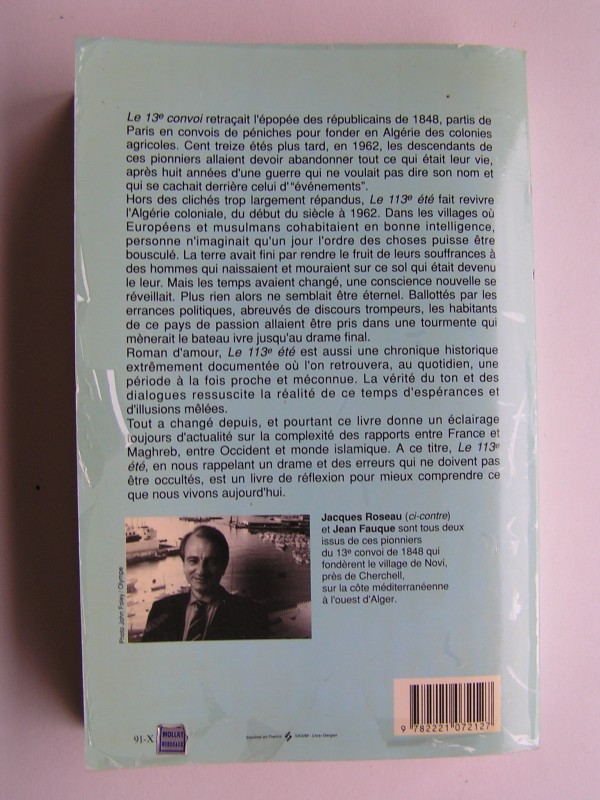 Le 13e convoi retraçait l'épopée des républicains de 1848, partis de
Paris en convois de péniches pour fonder en Algérie des colonies
agricoles. Cent treize étés plus tard, en 1962, les descendants de
ces pionniers allaient devoir abandonner tout ce qui était leur vie,
après huit années d'une guerre qui ne voulait pas dire son nom et
qui se cachait derrière celui d'"événements".
Hors des clichés trop largement répandus, Le 113e été fait revivre
l'Algérie coloniale, du début du siècle à 1962. Dans les villages où
Européens et musulmans cohabitaient en bonne intelligence,
personne n'imaginait qu'un jour l'ordre des choses puisse être
bousculé. La terre avait fini par rendre le fruit de leurs souffrances à
des hommes qui naissaient et mouraient sur ce sol qui était devenu
le leur. Mais les temps avaient changé, une conscience nouvelle se
réveillait. Plus rien alors ne semblait être éternel. Ballottés par les
errances politiques, abreuvés de discours trompeurs, les habitants
de ce pays de passion allaient être pris dans une tourmente qui
mènerait le bateau ivre jusqu'au drame final.
Roman d'amour, Le 113e été est aussi une chronique historique
extrêmement documentée où l'on retrouvera, au quotidien, une
période à la fois proche et méconnue. La vérité du ton et des
dialogues ressuscite la réalité de ce temps d'espérances et
d'illusions mêlées.
Tout a changé depuis, et pourtant ce livre donne un éclairage
toujours d'actualité sur la complexité des rapports entre France et
Maghreb, entre Occident et monde islamique. A ce titre, Le 113e
été, en nous rappelant un drame et des erreurs qui ne doivent pas
être occultés, est un livre de réflexion pour mieux comprendre ce
que nous vivons aujourd'hui.
Jacques Roseau (ci-contre)
et Jean Fauque sont tous deux
issus de ces pionniers
du 13e convoi de 1848 qui
fondèrent le village de Novi,
près de Cherchell,
sur la côte méditerranéenne
à l'ouest d'Alger.
Photo John Foley / Olympe
9 782221 072127
91-X
MOLLAT
BORDEAUX